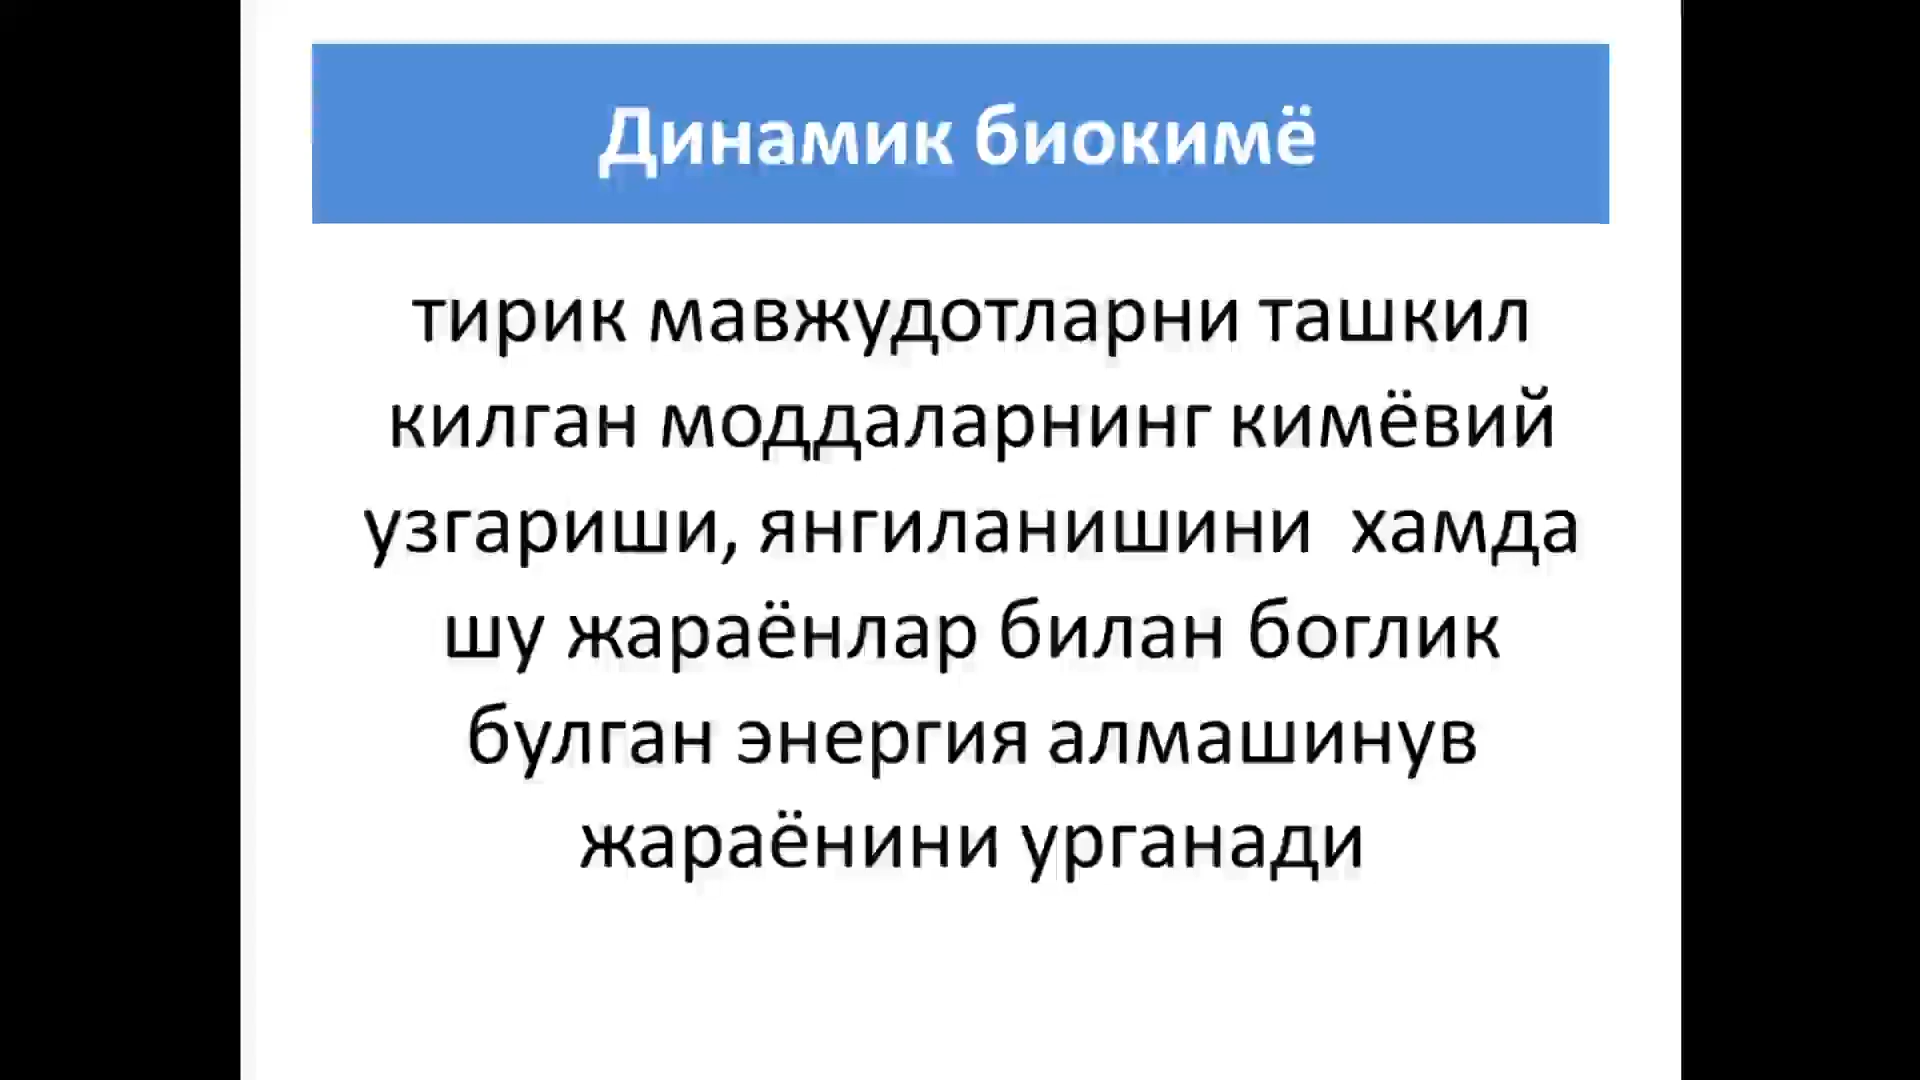 Динамик биокимё
тирик мавжудотларни ташкил
килган моддаларнинг кимёвий
узгариши, янгиланишини хамда
шу жараёнлар билан боглик
булган энергия алмашинув
жараёнини урганади